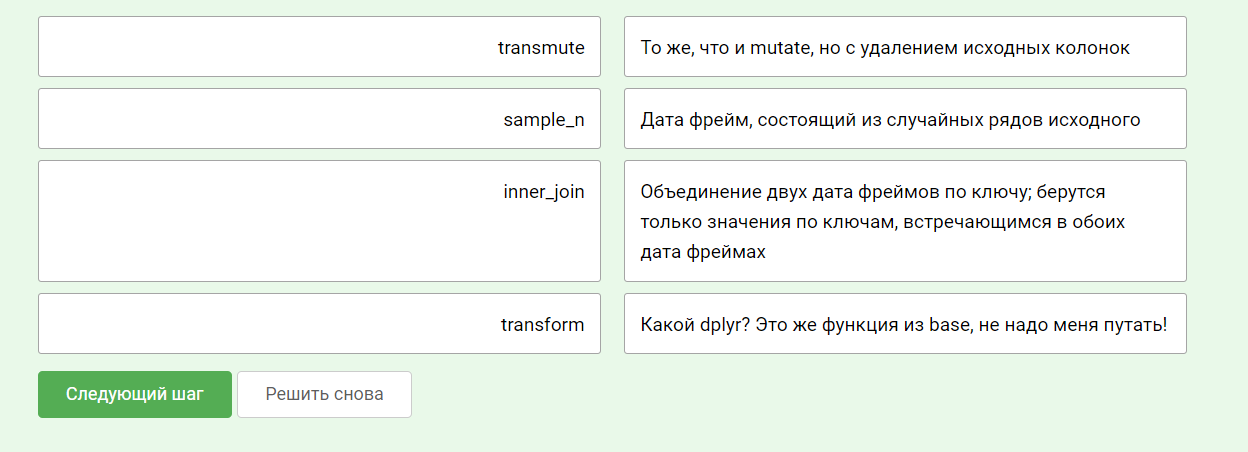 transmute
То же, что и mutate, но с удалением исходных колонок
sample_n
Дата фрейм, состоящий из случайных рядов исходного
inner_join
Объединение двух дата фреймов по ключу; берутся
только значения по ключам, встречающимся в обоих
дата фреймах
transform
Какой dplyr? Это же функция из base, не надо меня путать!
Следующий шаг
Решить снова